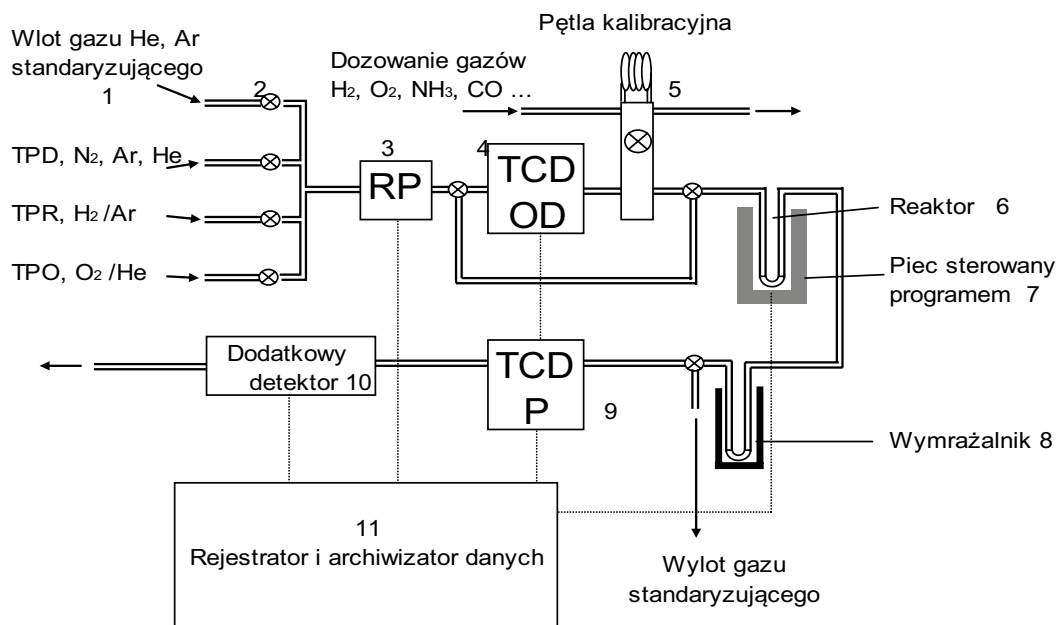 Pętla kalibracyjna
Wlot gazu He, Ar
standaryzującego
1
2
Dozowanie gazów
H₂, O₂, NH₃, CO ...
5
TPD, N₂, Ar, He
3
RP
4
TCD
OD
TPR, H₂ /Ar
Reaktor 6
TPO, O₂ /He
Piec sterowany
programem 7
Dodatkowy
detektor 10
TCD
P
9
Wymrażalnik 8
11
Rejestrator i archiwizator danych
Wylot gazu
standaryzującego